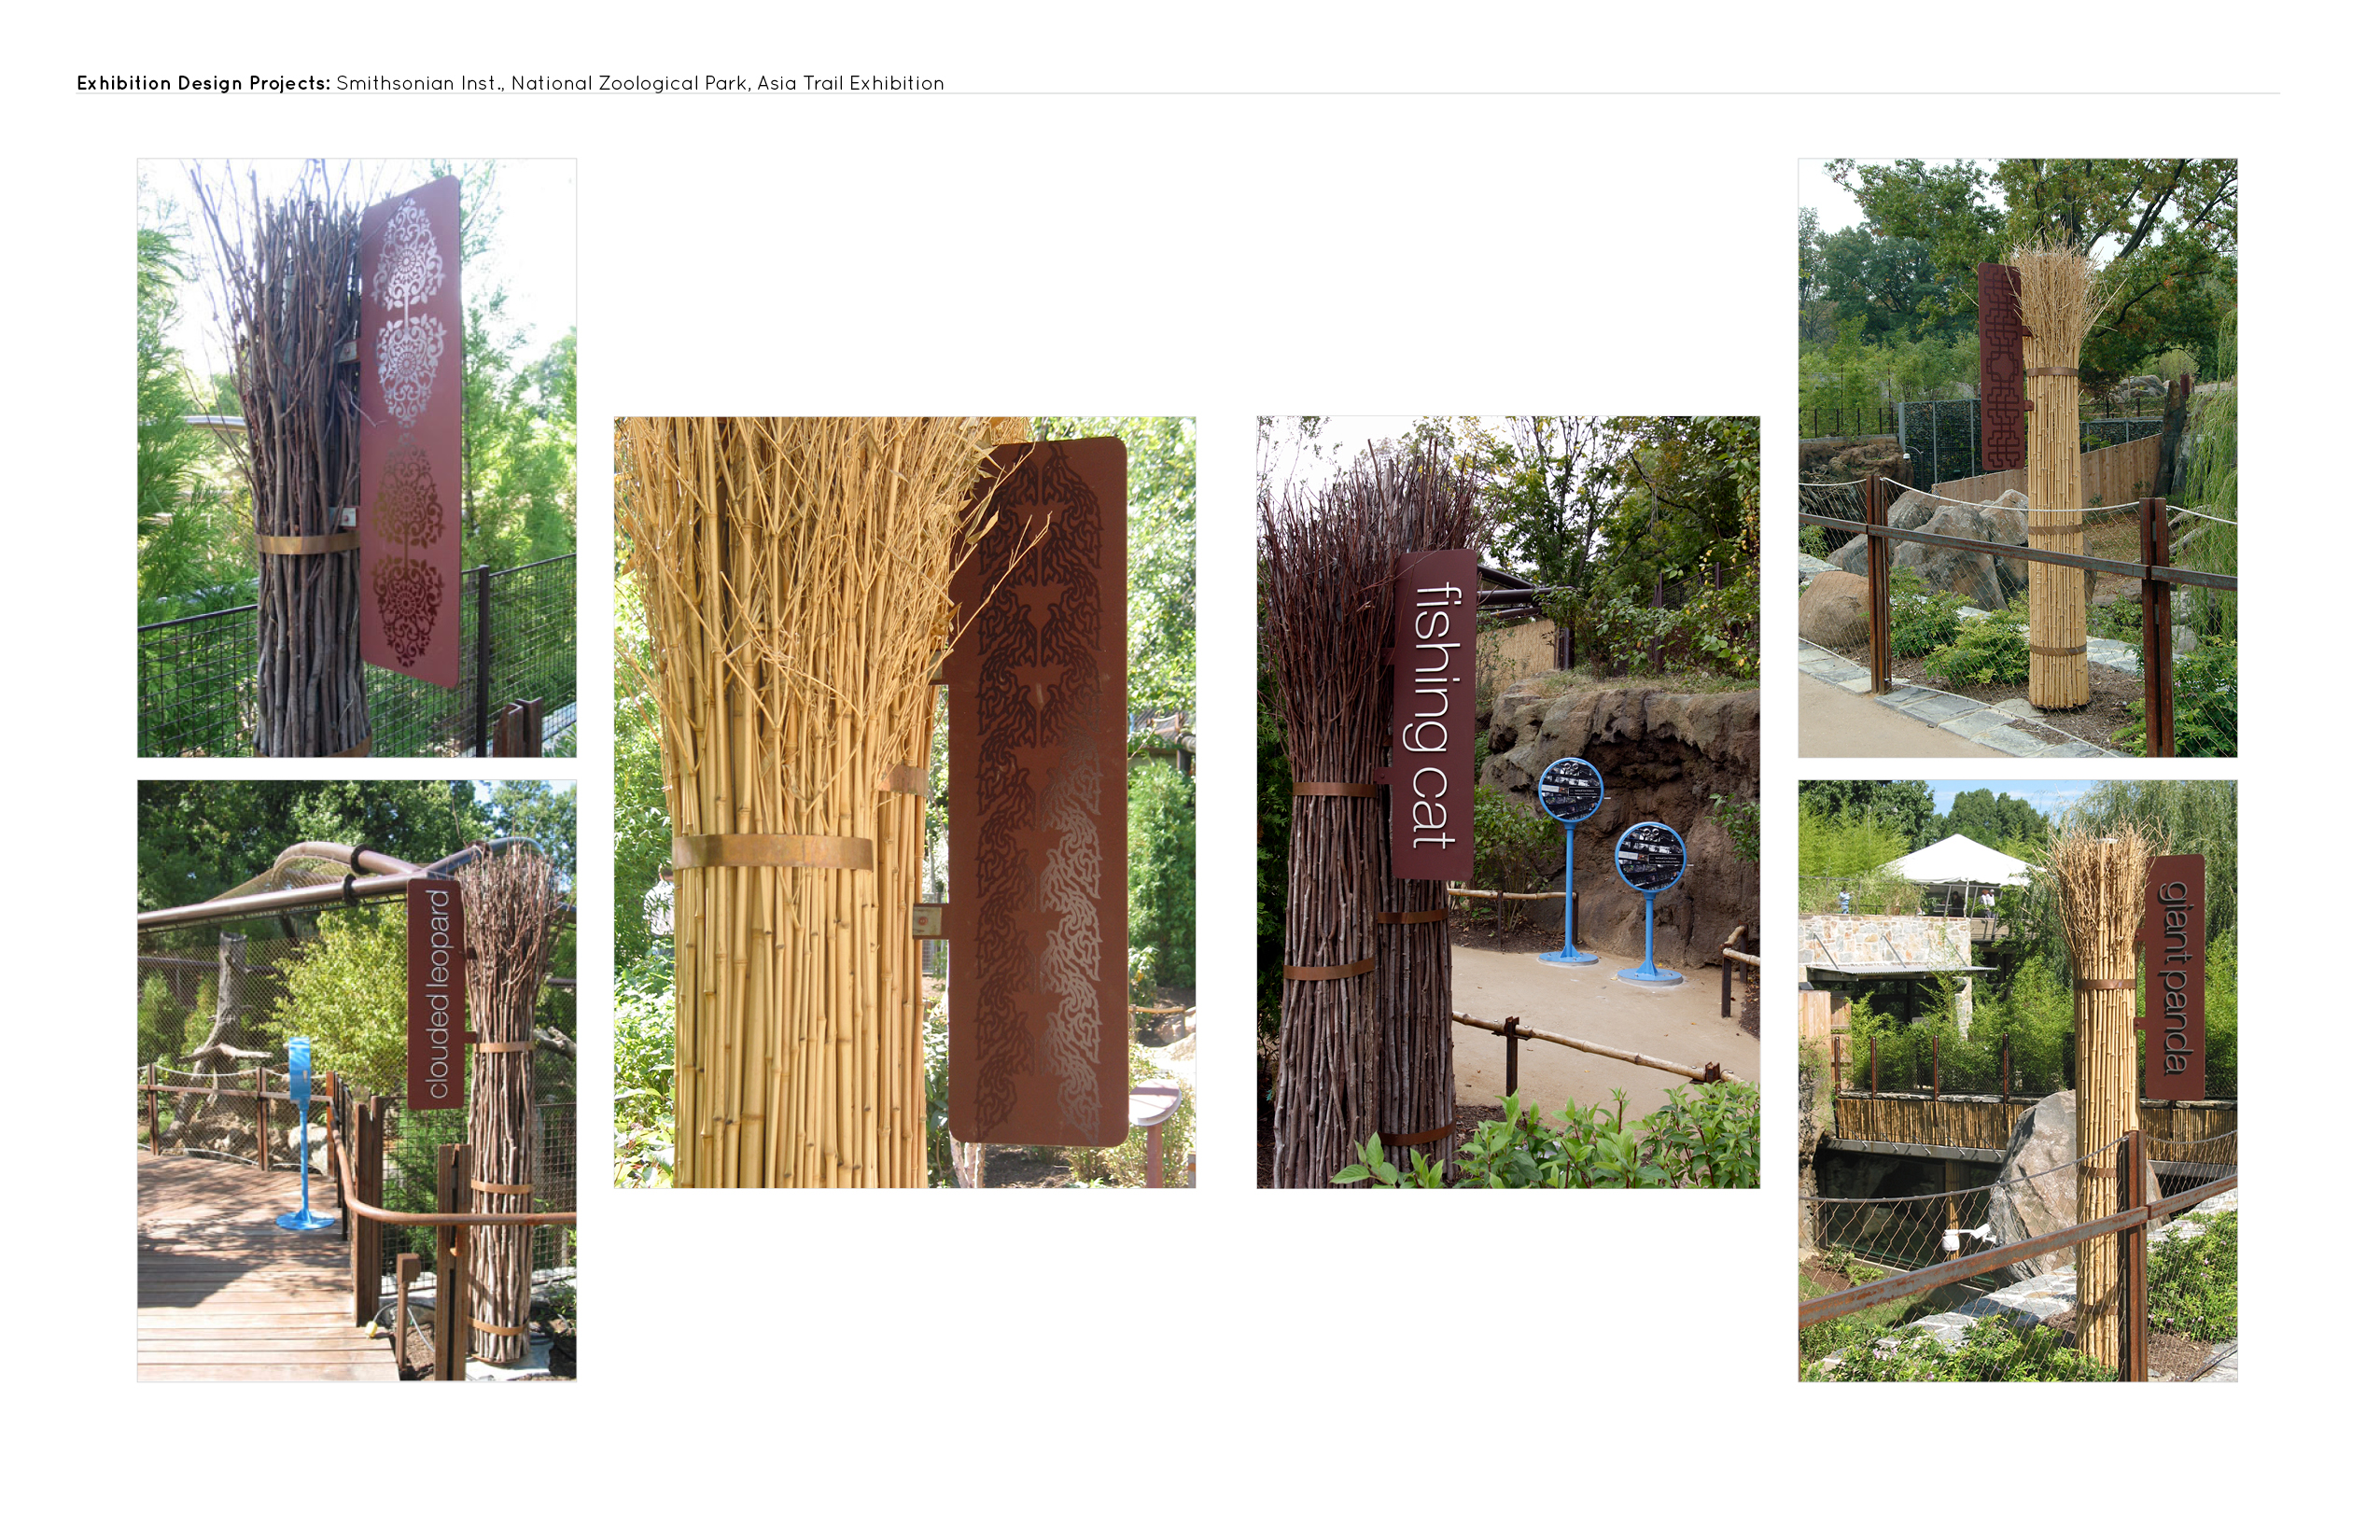 Exhibition Design Projects: Smithsonian Inst., National Zoological Park, Asia Trail Exhibition
clouded leopard
fishing cat
giant panda